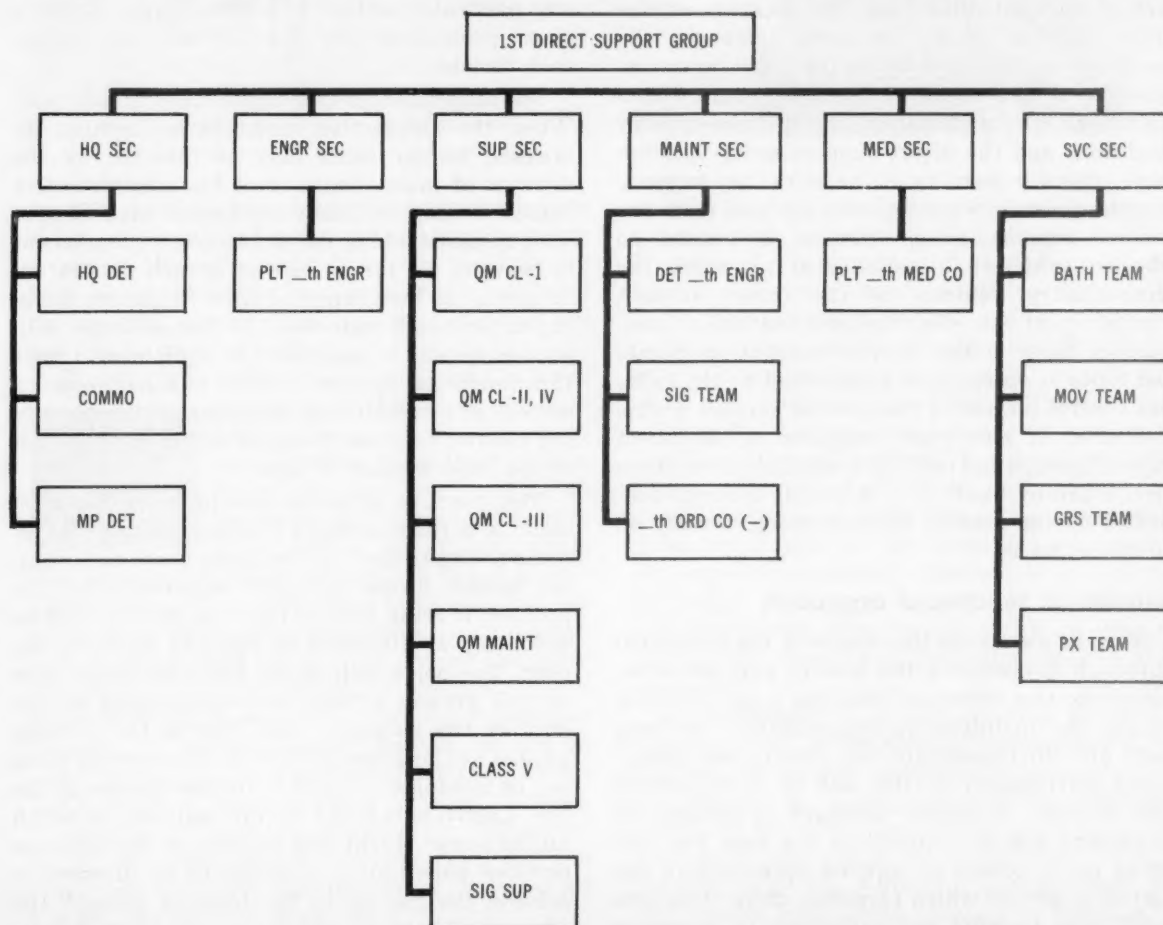 1ST DIRECT SUPPORT GROUP
HQ SEC
ENGR SEC
SUP SEC
MAINT SEC
MED SEC
SVC SEC
HQ DET
PLT _th ENGR
QM CL -I
DET _th ENGR
PLT _th MED CO
BATH TEAM
COMMO
QM CL -II, IV
SIG TEAM
MOV TEAM
MP DET
QM CL -III
_th ORD CO (–)
GRS TEAM
QM MAINT
PX TEAM
CLASS V
SIG SUP